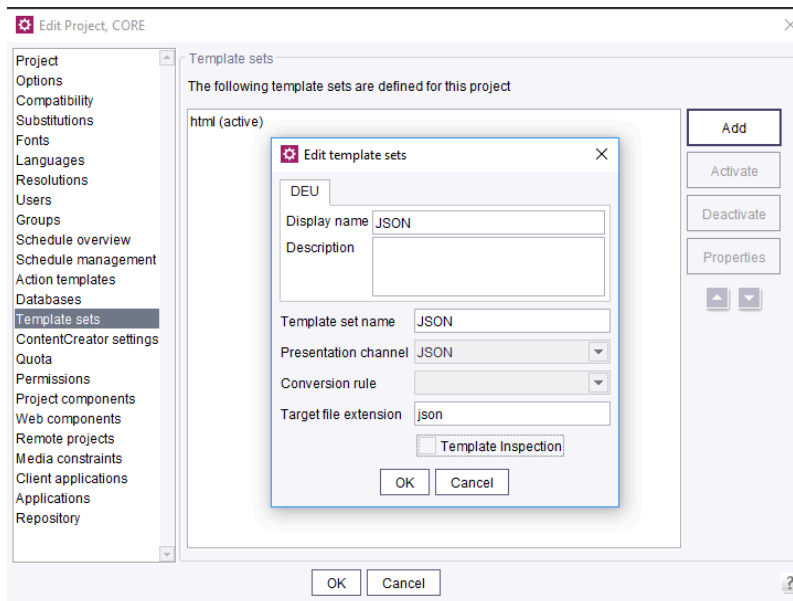 Edit Project, CORE
Project
Options
Compatibility
Substitutions
Fonts
Languages
Resolutions
Users
Groups
Schedule overview
Schedule management
Action templates
Databases
Template sets
ContentCreator settings
Quota
Permissions
Project components
Web components
Remote projects
Media constraints
Client applications
Applications
Repository
Template sets
The following template sets are defined for this project
html (active)
Add
Activate
Deactivate
Properties
Edit template sets
DEU
Display name JSON
Description
Template set name JSON
Presentation channel JSON
Conversion rule
Target file extension json
Template Inspection
OK Cancel
OK Cancel
?